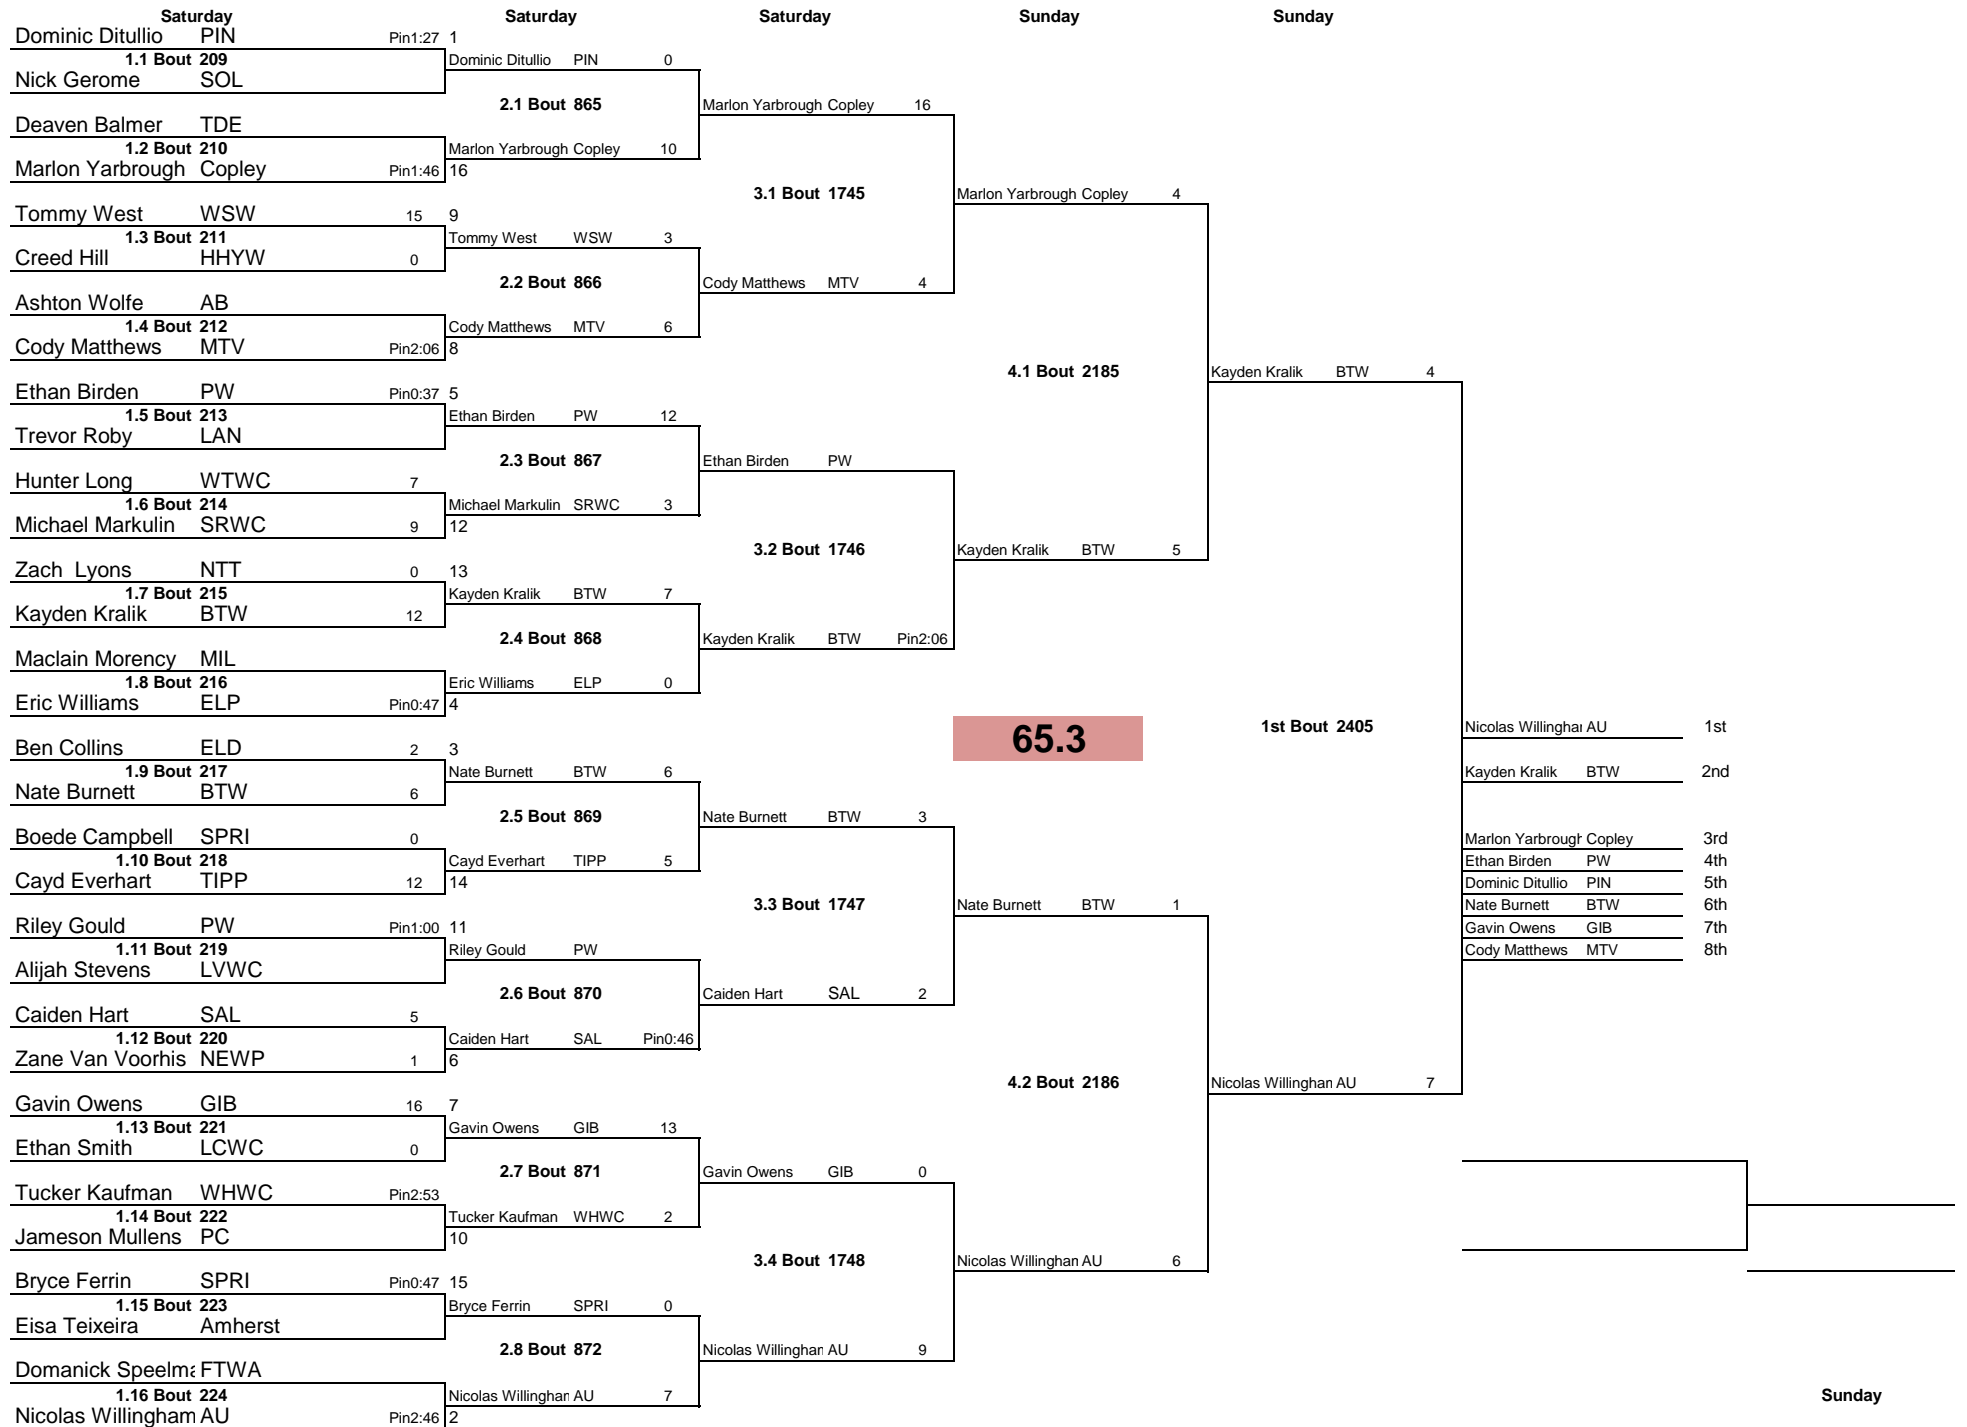 Saturday Saturday Saturday Sunday Sunday
Dominic Ditullio PIN Pin1:27 1
1.1 Bout 209 Dominic Ditullio PIN 0
Nick Gerome SOL
2.1 Bout 865 Marlon Yarbrough Copley 16
Deaven Balmer TDE
1.2 Bout 210 Marlon Yarbrough Copley 10
Marlon Yarbrough Copley Pin1:46 16
3.1 Bout 1745 Marlon Yarbrough Copley 4
Tommy West WSW 15 9
1.3 Bout 211 Tommy West WSW 3
Creed Hill HHYW 0
2.2 Bout 866 Cody Matthews MTV 4
Ashton Wolfe AB
1.4 Bout 212 Cody Matthews MTV 6
Cody Matthews MTV Pin2:06 8
4.1 Bout 2185 Kayden Kralik BTW 4
Ethan Birden PW Pin0:37 5
1.5 Bout 213 Ethan Birden PW 12
Trevor Roby LAN
2.3 Bout 867 Ethan Birden PW
Hunter Long WTWC 7
1.6 Bout 214 Michael Markulin SRWC 3
Michael Markulin SRWC 9 12
3.2 Bout 1746 Kayden Kralik BTW 5
Zach Lyons NTT 0 13
1.7 Bout 215 Kayden Kralik BTW 7
Kayden Kralik BTW 12
2.4 Bout 868 Kayden Kralik BTW Pin2:06
Maclain Morency MIL
1.8 Bout 216 Eric Williams ELP 0
Eric Williams ELP Pin0:47 4
65.3 1st Bout 2405 Nicolas Willinghar AU 1st
Ben Collins ELD 2 3
1.9 Bout 217 Nate Burnett BTW 6 Kayden Kralik BTW 2nd
Nate Burnett BTW 6
2.5 Bout 869 Nate Burnett BTW 3
Boede Campbell SPRI 0 Marlon Yarbrough Copley 3rd
1.10 Bout 218 Cayd Everhart TIPP 5 Ethan Birden PW 4th
Cayd Everhart TIPP 12 14 Dominic Ditullio PIN 5th
3.3 Bout 1747 Nate Burnett BTW 1 Nate Burnett BTW 6th
Riley Gould PW Pin1:00 11 Gavin Owens GIB 7th
1.11 Bout 219 Riley Gould PW Cody Matthews MTV 8th
Alijah Stevens LVWC
2.6 Bout 870 Caiden Hart SAL 2
Caiden Hart SAL 5
1.12 Bout 220 Caiden Hart SAL Pin0:46
Zane Van Voorhis NEWP 1 6
4.2 Bout 2186 Nicolas Willinghan AU 7
Gavin Owens GIB 16 7
1.13 Bout 221 Gavin Owens GIB 13
Ethan Smith LCWC 0
2.7 Bout 871 Gavin Owens GIB 0
Tucker Kaufman WHWC Pin2:53
1.14 Bout 222 Tucker Kaufman WHWC 2
Jameson Mullens PC 10
3.4 Bout 1748 Nicolas Willinghan AU 6
Bryce Ferrin SPRI Pin0:47 15
1.15 Bout 223 Bryce Ferrin SPRI 0
Eisa Teixeira Amherst
2.8 Bout 872 Nicolas Willinghan AU 9
Domanick Speelma FTWA
1.16 Bout 224 Nicolas Willinghan AU 7 Sunday
Nicolas Willingham AU Pin2:46 2